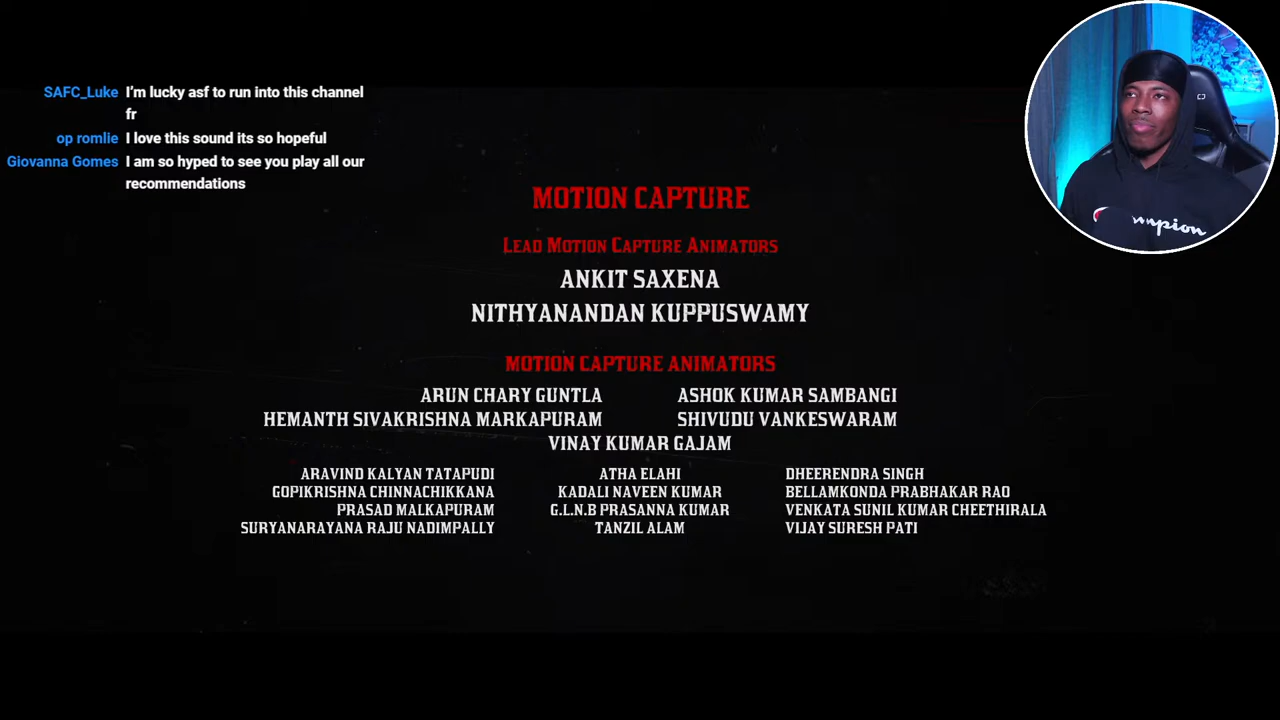 SAFC_Luke I'm lucky asf to run into this channel
fr
op romlie I love this sound its so hopeful
Giovanna Gomes I am so hyped to see you play all our
recommendations
MOTION CAPTURE
LEAD MOTION CAPTURE ANIMATORS
ANKIT SAXENA
NITHYANANDAN KUPPUSWAMY
MOTION CAPTURE ANIMATORS
ARUN CHARY GUNTLA ASHOK KUMAR SAMBANGI
HEMANTH SIVAKRISHNA MARKAPURAM SHIVUDU VANKESWARAM
VINAY KUMAR GAJAM
ARAVIND KALYAN TATAPUDI ATHA ELAHI DHEERENDRA SINGH
GOPIKRISHNA CHINNACHIKKANA KADALI NAVEEN KUMAR BELLAMKONDA PRABHAKAR RAO
PRASAD MALKAPURAM G.L.N.B PRASANNA KUMAR VENKATA SUNIL KUMAR CHEETHIRALA
SURYANARAYANA RAJU NADIMPALLY TANZIL ALAM VIJAY SURESH PATI